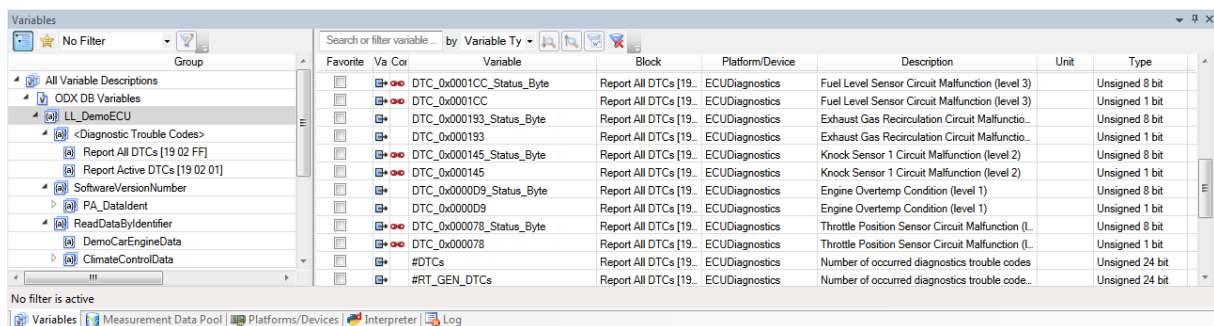 Variables
No Filter
Search or filter variable ... by Variable Ty
Group
Favorite Va Cor Variable Block Platform/Device Description Unit Type
All Variable Descriptions
ODX DB Variables
LL_DemoECU
<Diagnostic Trouble Codes>
Report All DTCs [19 02 FF]
Report Active DTCs [19 02 01]
SoftwareVersionNumber
PA_DataIdent
ReadDataByIdentifier
DemoCarEngineData
ClimateControlData
DTC_0x0001CC_Status_Byte Report All DTCs [19... ECUDiagnostics Fuel Level Sensor Circuit Malfunction (level 3) Unsigned 8 bit
DTC_0x0001CC Report All DTCs [19... ECUDiagnostics Fuel Level Sensor Circuit Malfunction (level 3) Unsigned 1 bit
DTC_0x000193_Status_Byte Report All DTCs [19... ECUDiagnostics Exhaust Gas Recirculation Circuit Malfunctio... Unsigned 8 bit
DTC_0x000193 Report All DTCs [19... ECUDiagnostics Exhaust Gas Recirculation Circuit Malfunctio... Unsigned 1 bit
DTC_0x000145_Status_Byte Report All DTCs [19... ECUDiagnostics Knock Sensor 1 Circuit Malfunction (level 2) Unsigned 8 bit
DTC_0x000145 Report All DTCs [19... ECUDiagnostics Knock Sensor 1 Circuit Malfunction (level 2) Unsigned 1 bit
DTC_0x0000D9_Status_Byte Report All DTCs [19... ECUDiagnostics Engine Overtemp Condition (level 1) Unsigned 8 bit
DTC_0x0000D9 Report All DTCs [19... ECUDiagnostics Engine Overtemp Condition (level 1) Unsigned 1 bit
DTC_0x000078_Status_Byte Report All DTCs [19... ECUDiagnostics Throttle Position Sensor Circuit Malfunction (l... Unsigned 8 bit
DTC_0x000078 Report All DTCs [19... ECUDiagnostics Throttle Position Sensor Circuit Malfunction (l... Unsigned 1 bit
#DTCs Report All DTCs [19... ECUDiagnostics Number of occurred diagnostics trouble codes Unsigned 24 bit
#RT_GEN_DTCs Report All DTCs [19... ECUDiagnostics Number of occurred diagnostics trouble code... Unsigned 24 bit
No filter is active
Variables Measurement Data Pool Platforms/Devices Interpreter Log